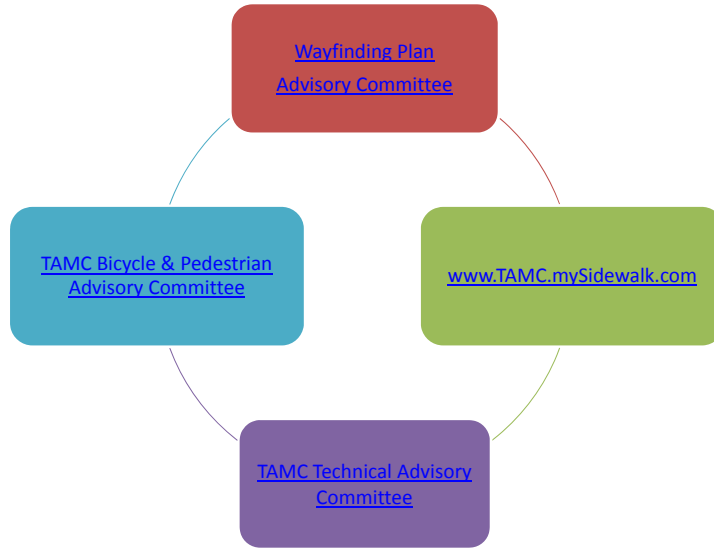 Wayfinding Plan
Advisory Committee
TAMC Bicycle & Pedestrian
Advisory Committee
www.TAMC.mySidewalk.com
TAMC Technical Advisory
Committee